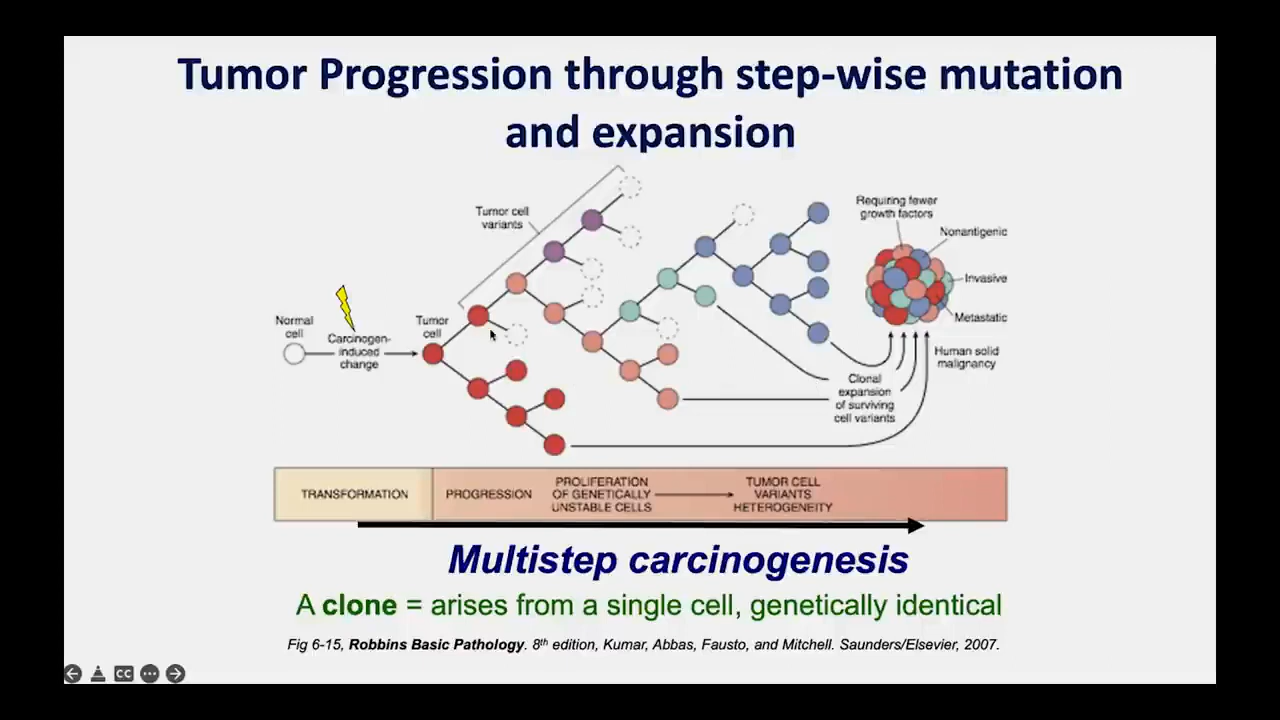 Tumor Progression through step-wise mutation
and expansion
Tumor cell
variants
Requiring fewer
growth factors
Nonantigenic
Invasive
Metastatic
Human solid
malignancy
Normal
cell
Carcinogen-
induced
change
Tumor
cell
Clonal
expansion
of surviving
cell variants
TRANSFORMATION
PROGRESSION
PROLIFERATION
OF GENETICALLY
UNSTABLE CELLS
TUMOR CELL
VARIANTS
HETEROGENEITY
Multistep carcinogenesis
A clone = arises from a single cell, genetically identical
Fig 6-15, Robbins Basic Pathology. 8th edition, Kumar, Abbas, Fausto, and Mitchell. Saunders/Elsevier, 2007.
CC